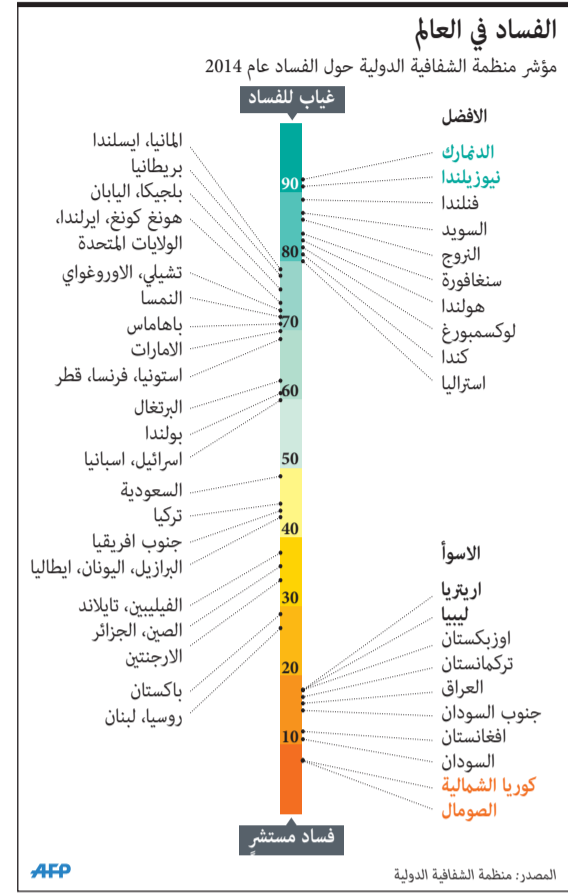 الفساد في العالم
مؤشر منظمة الشفافية الدولية حول الفساد عام 2014
غياب للفساد
الافضل
الدنمارك
نيوزيلندا
فنلندا
السويد
النروج
سنغافورة
هولندا
لوكسمبورغ
كندا
استراليا
المانيا، ايسلندا
بريطانيا
بلجيكا، اليابان
هونغ كونغ، ايرلندا،
الولايات المتحدة
تشيلي، الاوروغواي
النمسا
باهاماس
الامارات
استونيا، فرنسا، قطر
البرتغال
بولندا
اسرائيل، اسبانيا
السعودية
تركيا
جنوب افريقيا
البرازيل، اليونان، ايطاليا
الفيليبين، تايلاند
الصين، الجزائر
الارجنتين
باكستان
روسيا، لبنان
90
80
70
60
50
40
30
20
10
الاسوأ
اريتريا
ليبيا
اوزبكستان
تركمانستان
العراق
جنوب السودان
افغانستان
السودان
كوريا الشمالية
الصومال
فساد مستشرٍ
المصدر: منظمة الشفافية الدولية
AFP